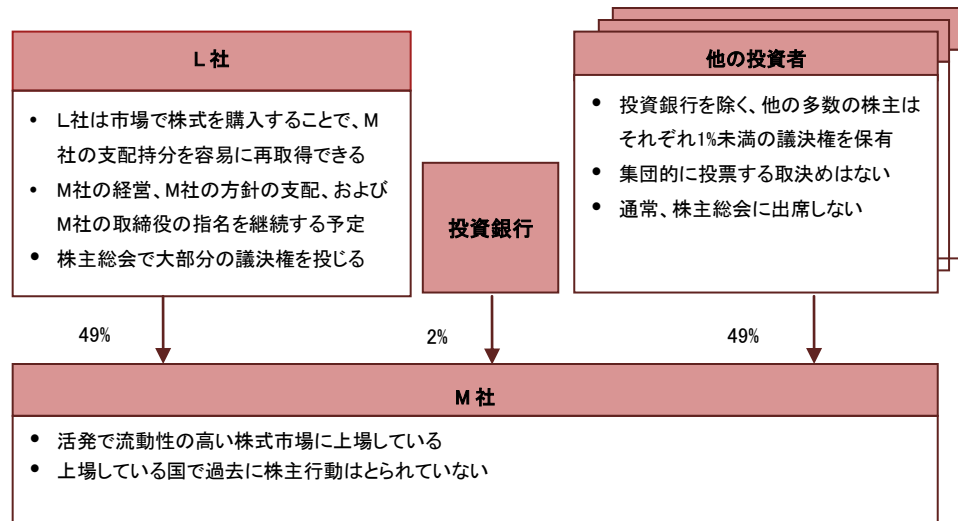 L 社
• L社は市場で株式を購入することで、M
社の支配持分を容易に再取得できる
• M社の経営、M社の方針の支配、および
M社の取締役の指名を継続する予定
• 株主総会で大部分の議決権を投じる
投資銀行
他の投資者
• 投資銀行を除く、他の多数の株主は
それぞれ1%未満の議決権を保有
• 集団的に投票する取決めはない
• 通常、株主総会に出席しない
49%
2%
49%
M 社
• 活発で流動性の高い株式市場に上場している
• 上場している国で過去に株主行動はとられていない